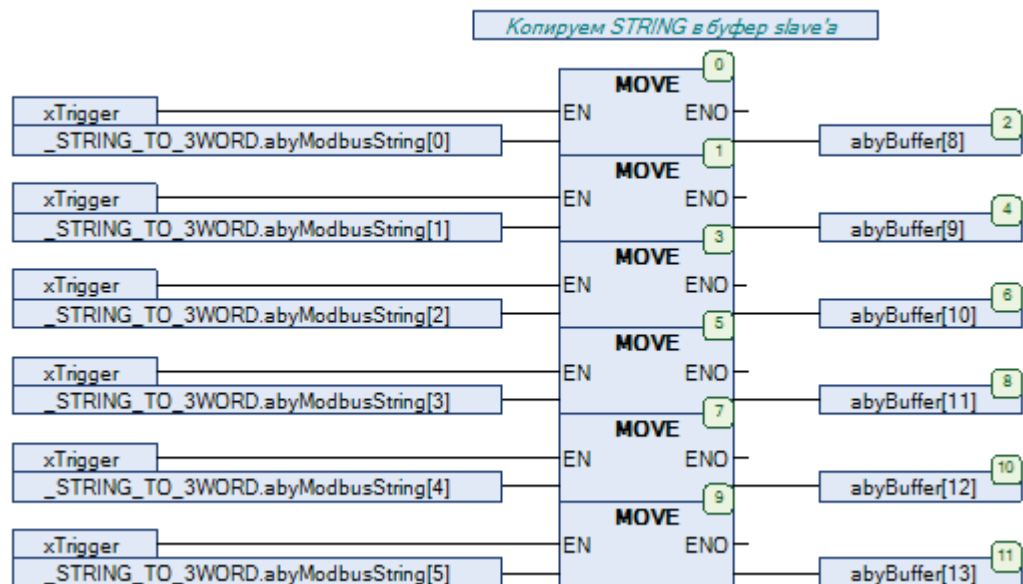 Копируем STRING в буфер slave'а
0
MOVE
xTrigger EN ENO
_STRING_TO_3WORD.abyModbusString[0] abyBuffer[8] 2
1
MOVE
xTrigger EN ENO
_STRING_TO_3WORD.abyModbusString[1] abyBuffer[9] 4
3
MOVE
xTrigger EN ENO
_STRING_TO_3WORD.abyModbusString[2] abyBuffer[10] 6
5
MOVE
xTrigger EN ENO
_STRING_TO_3WORD.abyModbusString[3] abyBuffer[11] 8
7
MOVE
xTrigger EN ENO
_STRING_TO_3WORD.abyModbusString[4] abyBuffer[12] 10
9
MOVE
xTrigger EN ENO
_STRING_TO_3WORD.abyModbusString[5] abyBuffer[13] 11